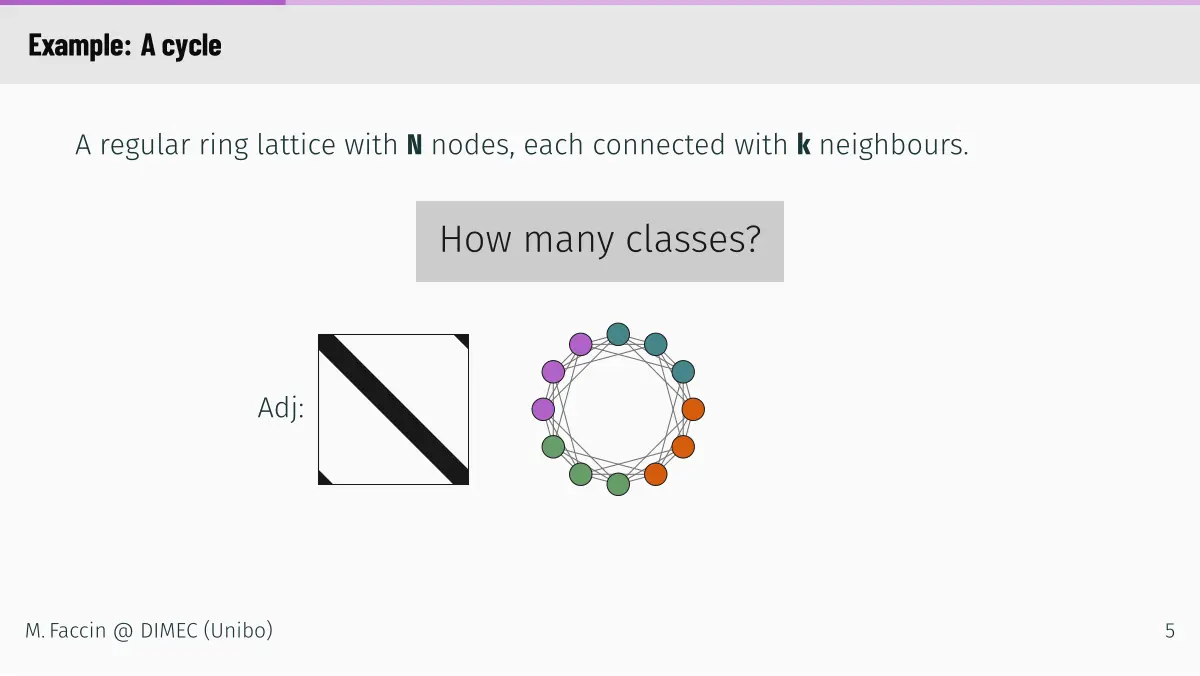 Example: A cycle
A regular ring lattice with N nodes, each connected with k neighbours.
How many classes?
Adj:
M. Faccin @ DIMEC (Unibo)
5